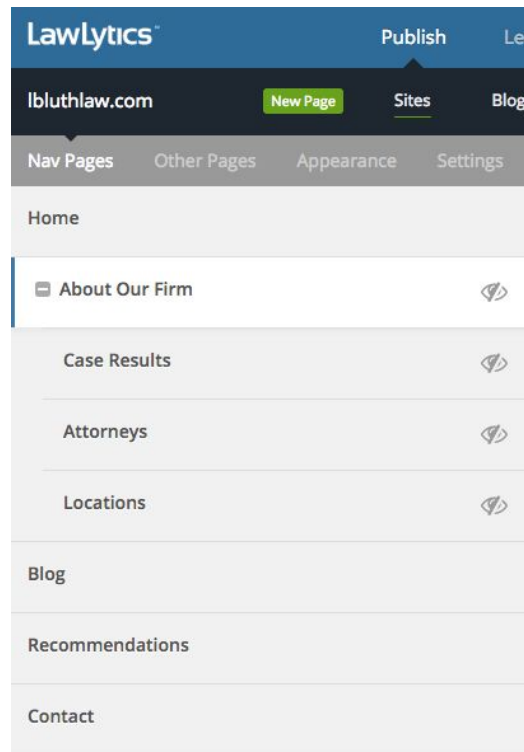 LawLytics™ Publish Le
lbluthlaw.com New Page Sites Blog
Nav Pages Other Pages Appearance Settings
Home
About Our Firm
Case Results
Attorneys
Locations
Blog
Recommendations
Contact